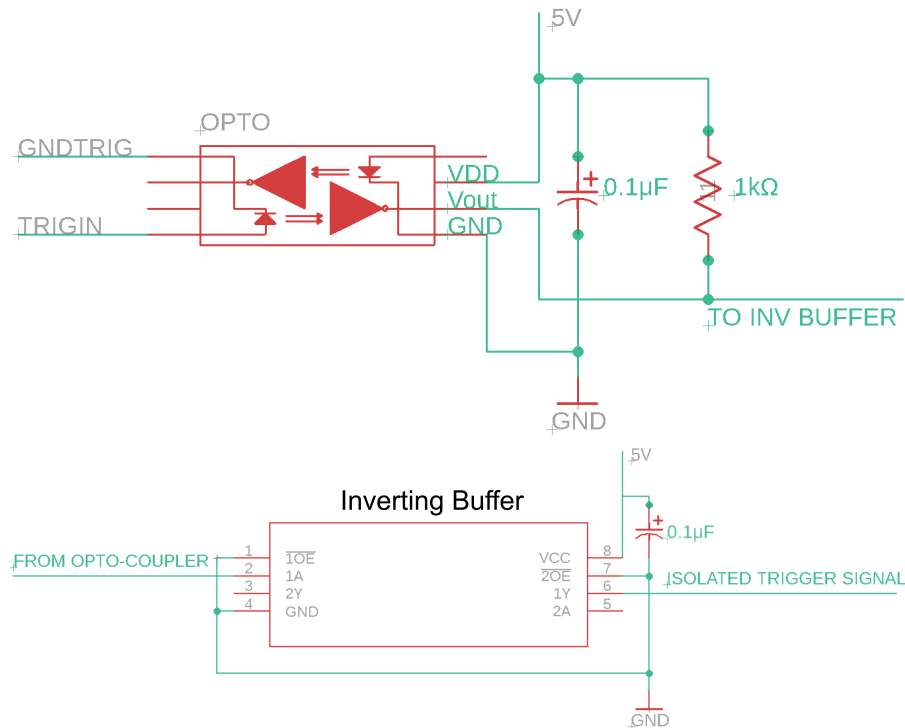 5V
OPTO
GNDTRIG
VDD
0.1µF
1kΩ
Vout
TRIGIN
GND
TO INV BUFFER
GND
5V
Inverting Buffer
0.1µF
FROM OPTO-COUPLER
1 1OE VCC 8
2 1A 2OE 7
ISOLATED TRIGGER SIGNAL
3 2Y 1Y 6
4 GND 2A 5
GND